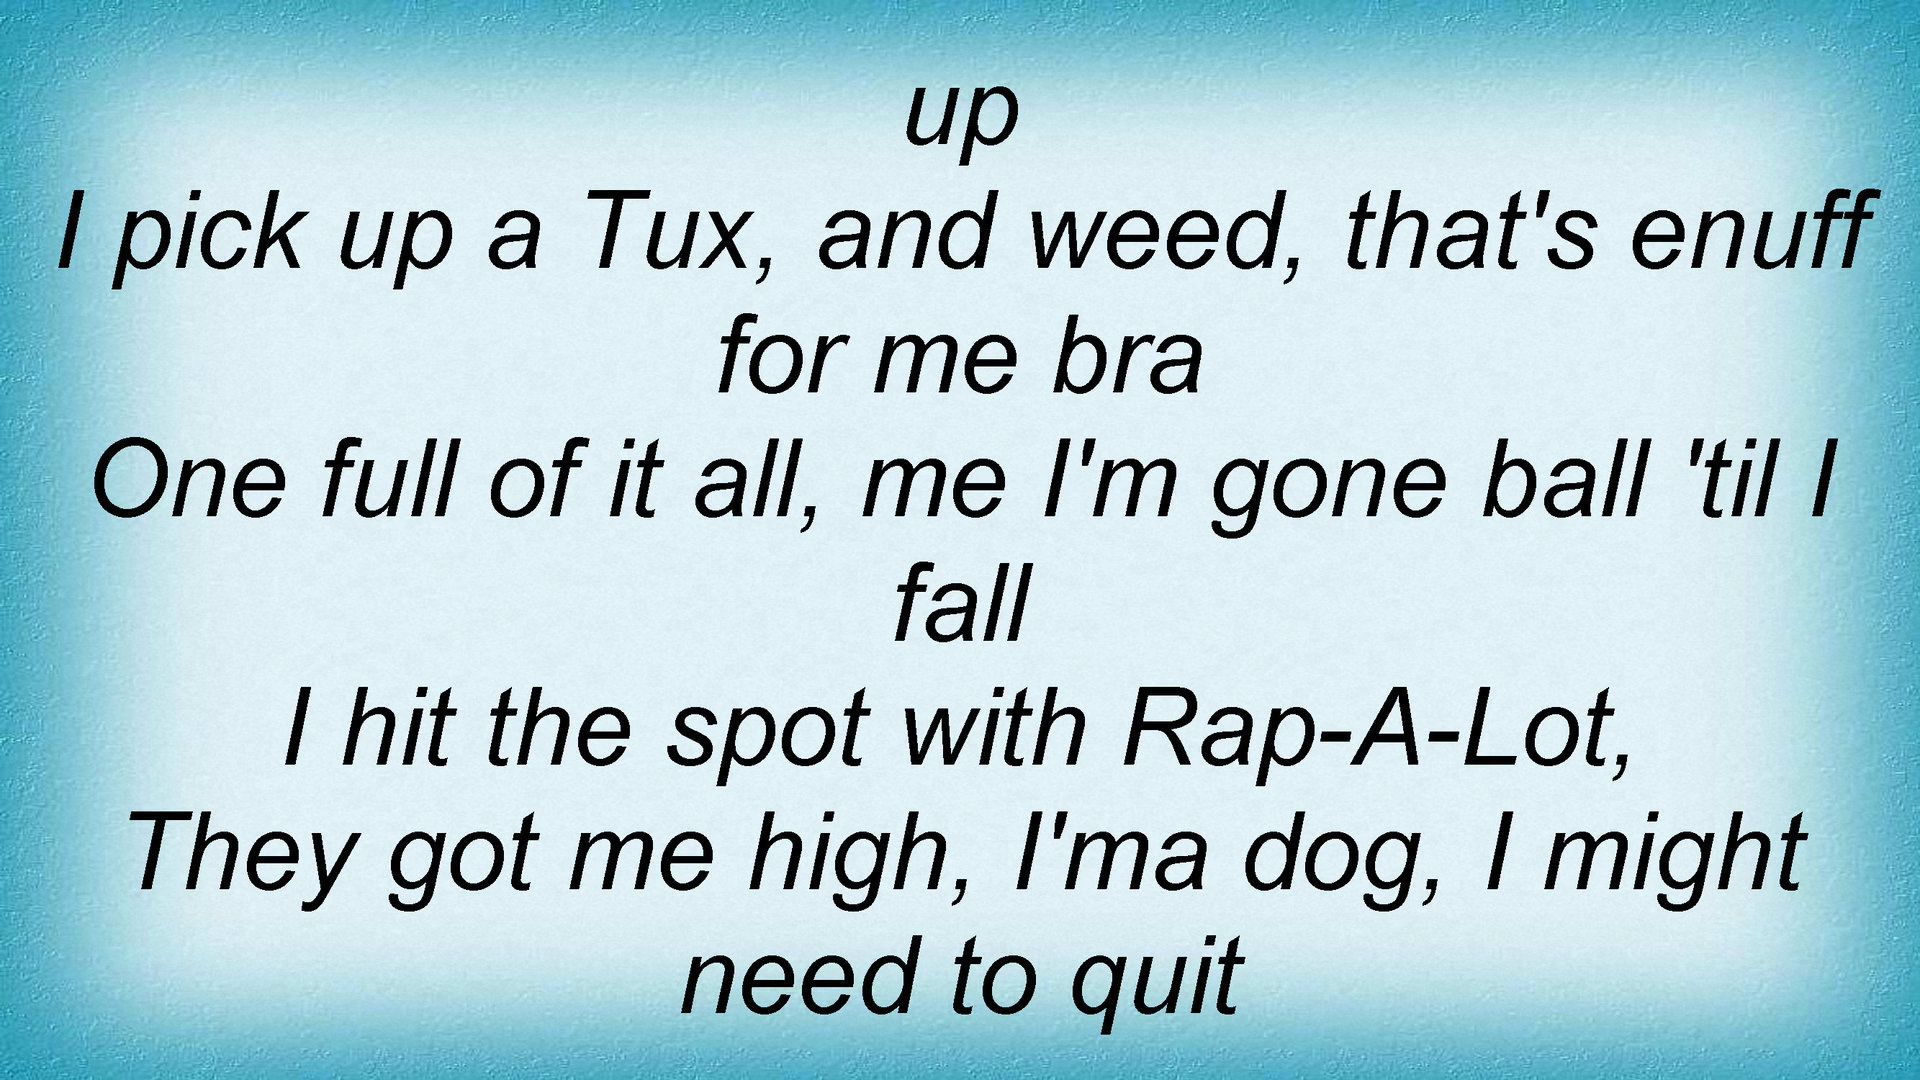 up
I pick up a Tux, and weed, that's enuff
for me bra
One full of it all, me I'm gone ball 'til I
fall
I hit the spot with Rap-A-Lot,
They got me high, I'ma dog, I might
need to quit